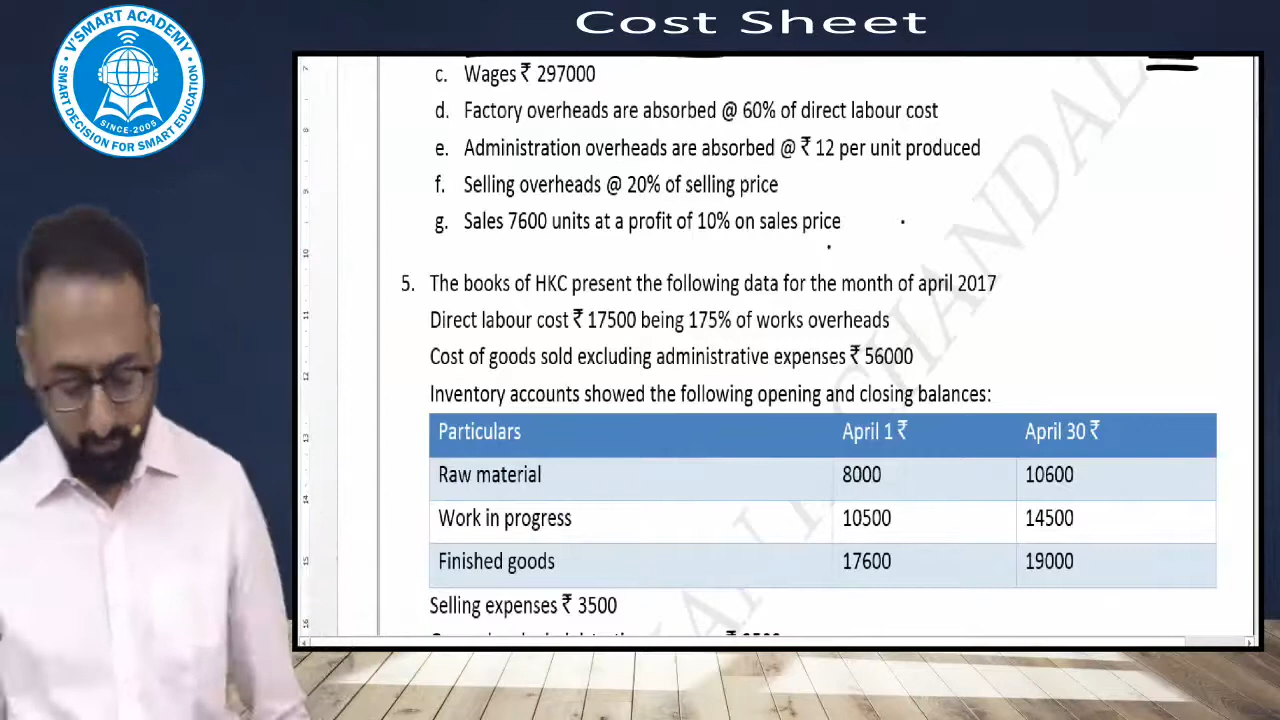 Cost Sheet
V'SMART ACADEMY
SINCE-2005
SMART DECISION FOR SMART EDUCATION
c. Wages ₹ 297000
d. Factory overheads are absorbed @ 60% of direct labour cost
e. Administration overheads are absorbed @ ₹ 12 per unit produced
f. Selling overheads @ 20% of selling price
g. Sales 7600 units at a profit of 10% on sales price
5. The books of HKC present the following data for the month of april 2017
Direct labour cost ₹ 17500 being 175% of works overheads
Cost of goods sold excluding administrative expenses ₹ 56000
Inventory accounts showed the following opening and closing balances:
Particulars April 1 ₹ April 30 ₹
Raw material 8000 10600
Work in progress 10500 14500
Finished goods 17600 19000
Selling expenses ₹ 3500